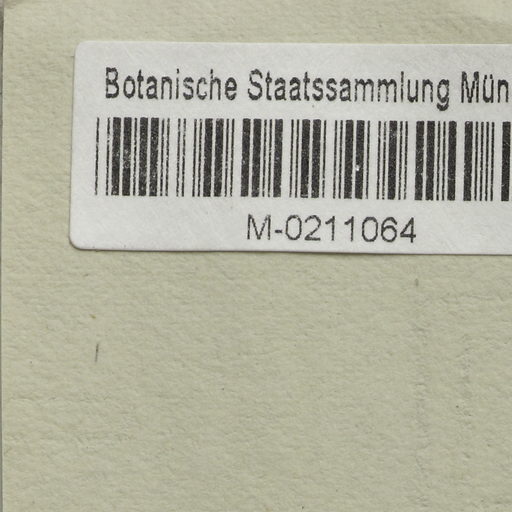 Botanische Staatssammlung Mün
M-0211064